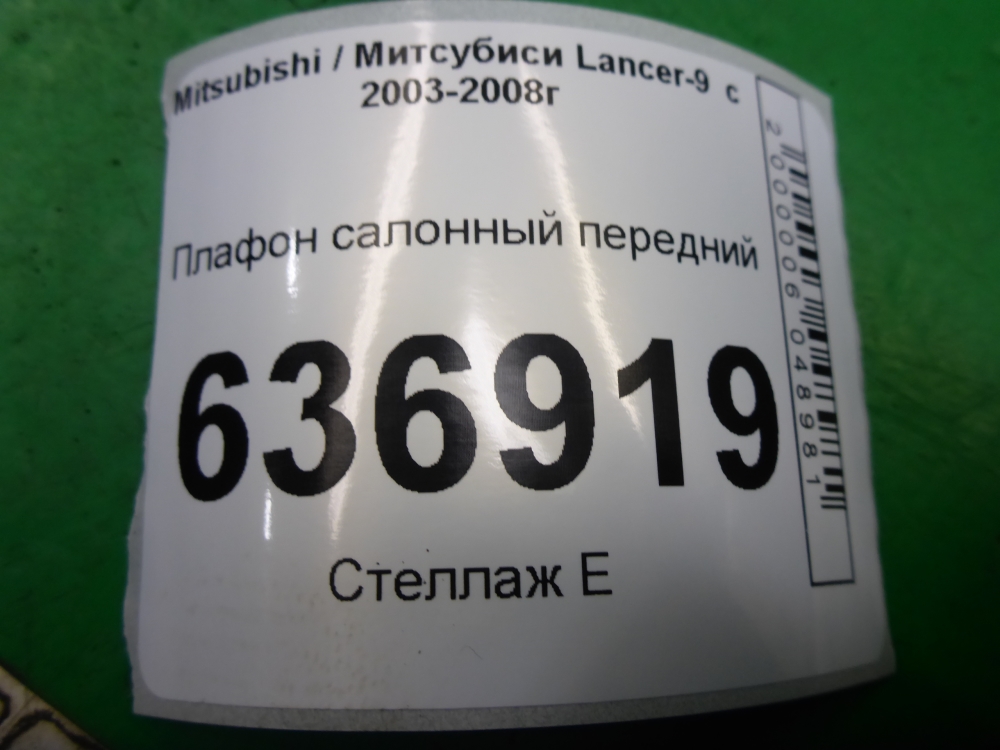 Mitsubishi / Митсубиси Lancer-9 с
2003-2008г
Плафон салонный передний
636919
Стеллаж Е
2000006048981